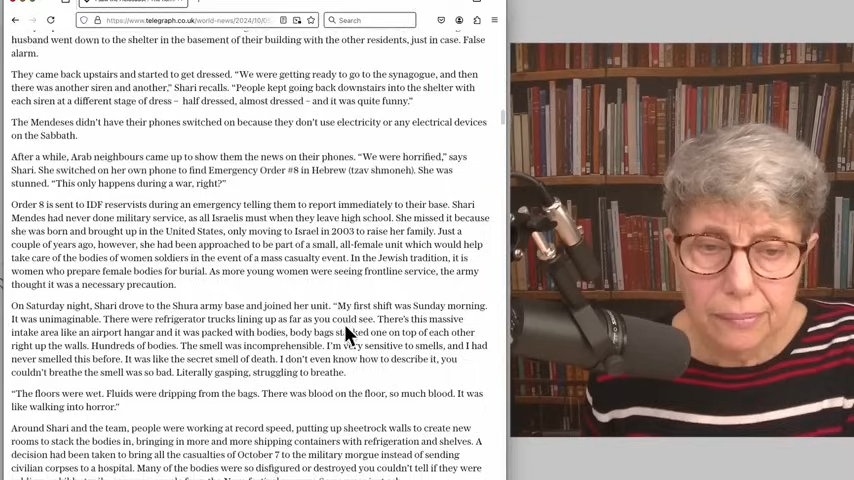 https://www.telegraph.co.uk/world-news/2024/10/0
Search
husband went down to the shelter in the basement of their building with the other residents, just in case. False
alarm.
They came back upstairs and started to get dressed. “We were getting ready to go to the synagogue, and then
there was another siren and another,” Shari recalls. “People kept going back downstairs into the shelter with
each siren at a different stage of dress – half dressed, almost dressed – and it was quite funny.”
The Mendeses didn’t have their phones switched on because they don’t use electricity or any electrical devices
on the Sabbath.
After a while, Arab neighbours came up to show them the news on their phones. “We were horrified,” says
Shari. She switched on her own phone to find Emergency Order #8 in Hebrew (tzav shmoneh). She was
stunned. “This only happens during a war, right?”
Order 8 is sent to IDF reservists during an emergency telling them to report immediately to their base. Shari
Mendes had never done military service, as all Israelis must when they leave high school. She missed it because
she was born and brought up in the United States, only moving to Israel in 2003 to raise her family. Just a
couple of years ago, however, she had been approached to be part of a small, all-female unit which would help
take care of the bodies of women soldiers in the event of a mass casualty event. In the Jewish tradition, it is
women who prepare female bodies for burial. As more young women were seeing frontline service, the army
thought it was a necessary precaution.
On Saturday night, Shari drove to the Shura army base and joined her unit. “My first shift was Sunday morning.
It was unimaginable. There were refrigerator trucks lining up as far as you could see. There’s this massive
intake area like an airport hangar and it was packed with bodies, body bags stacked one on top of each other
right up the walls. Hundreds of bodies. The smell was incomprehensible. I’m very sensitive to smells, and I had
never smelled this before. It was like the secret smell of death. I don’t even know how to describe it, you
couldn’t breathe the smell was so bad. Literally gasping, struggling to breathe.
“The floors were wet. Fluids were dripping from the bags. There was blood on the floor, so much blood. It was
like walking into horror.”
Around Shari and the team, people were working at record speed, putting up sheetrock walls to create new
rooms to stack the bodies in, bringing in more and more shipping containers with refrigeration and shelves. A
decision had been taken to bring all the casualties of October 7 to the military morgue instead of sending
civilian corpses to a hospital. Many of the bodies were so disfigured or destroyed you couldn’t tell if they were